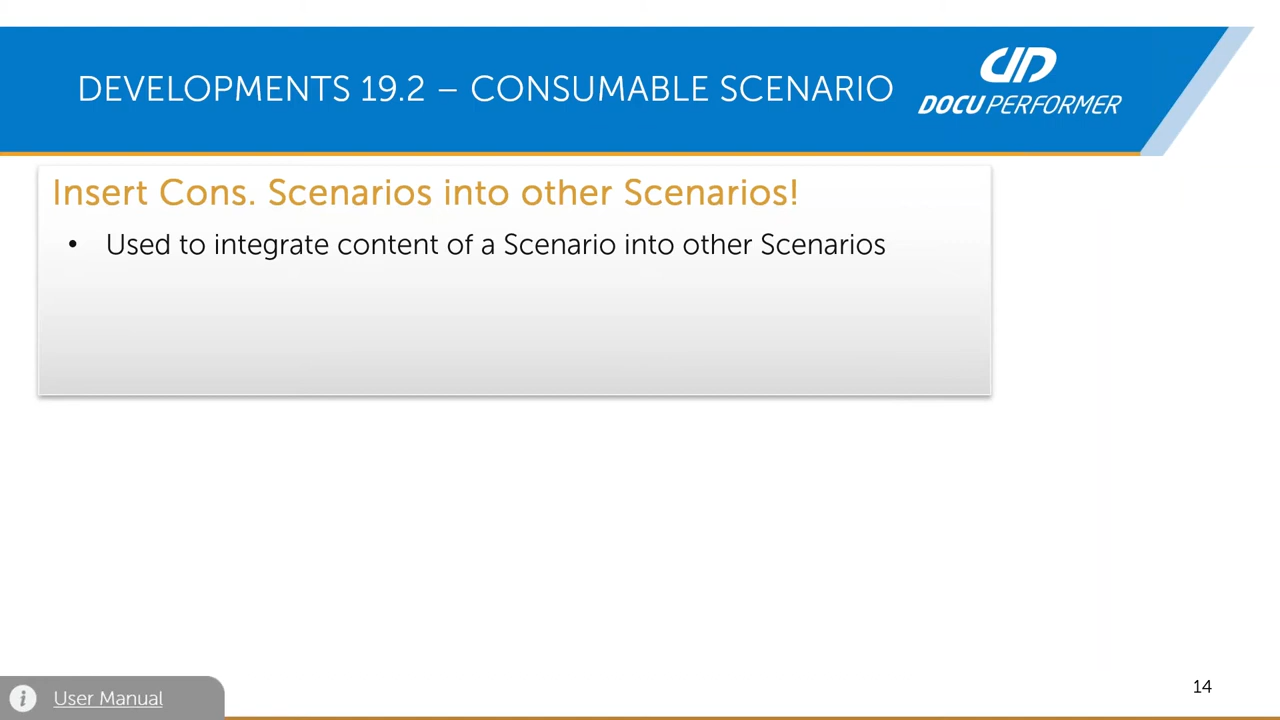 DEVELOPMENTS 19.2 – CONSUMABLE SCENARIO
DOCU PERFORMER
Insert Cons. Scenarios into other Scenarios!
• Used to integrate content of a Scenario into other Scenarios
i User Manual
14